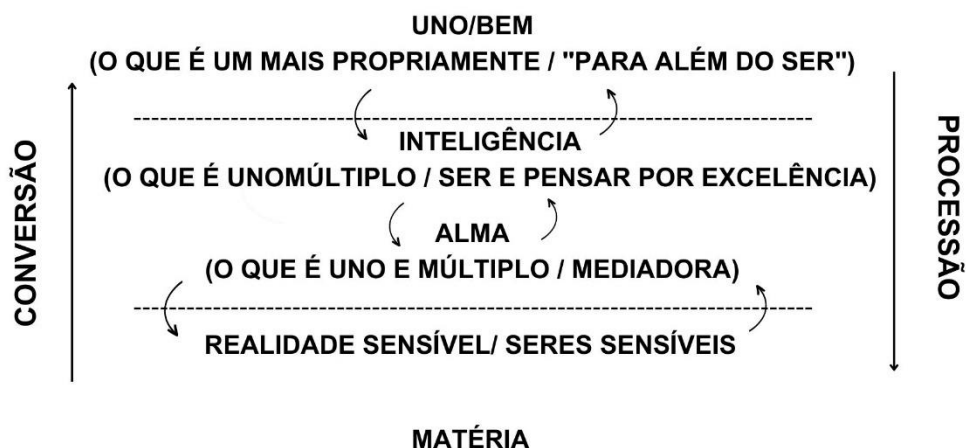 UNO/BEM
(O QUE É UM MAIS PROPRIAMENTE / "PARA ALÉM DO SER")
INTELIGÊNCIA
(O QUE É UNOMÚLTIPLO / SER E PENSAR POR EXCELÊNCIA)
ALMA
(O QUE É UNO E MÚLTIPLO / MEDIADORA)
REALIDADE SENSÍVEL/ SERES SENSÍVEIS
MATÉRIA
CONVERSÃO
PROCESSÃO